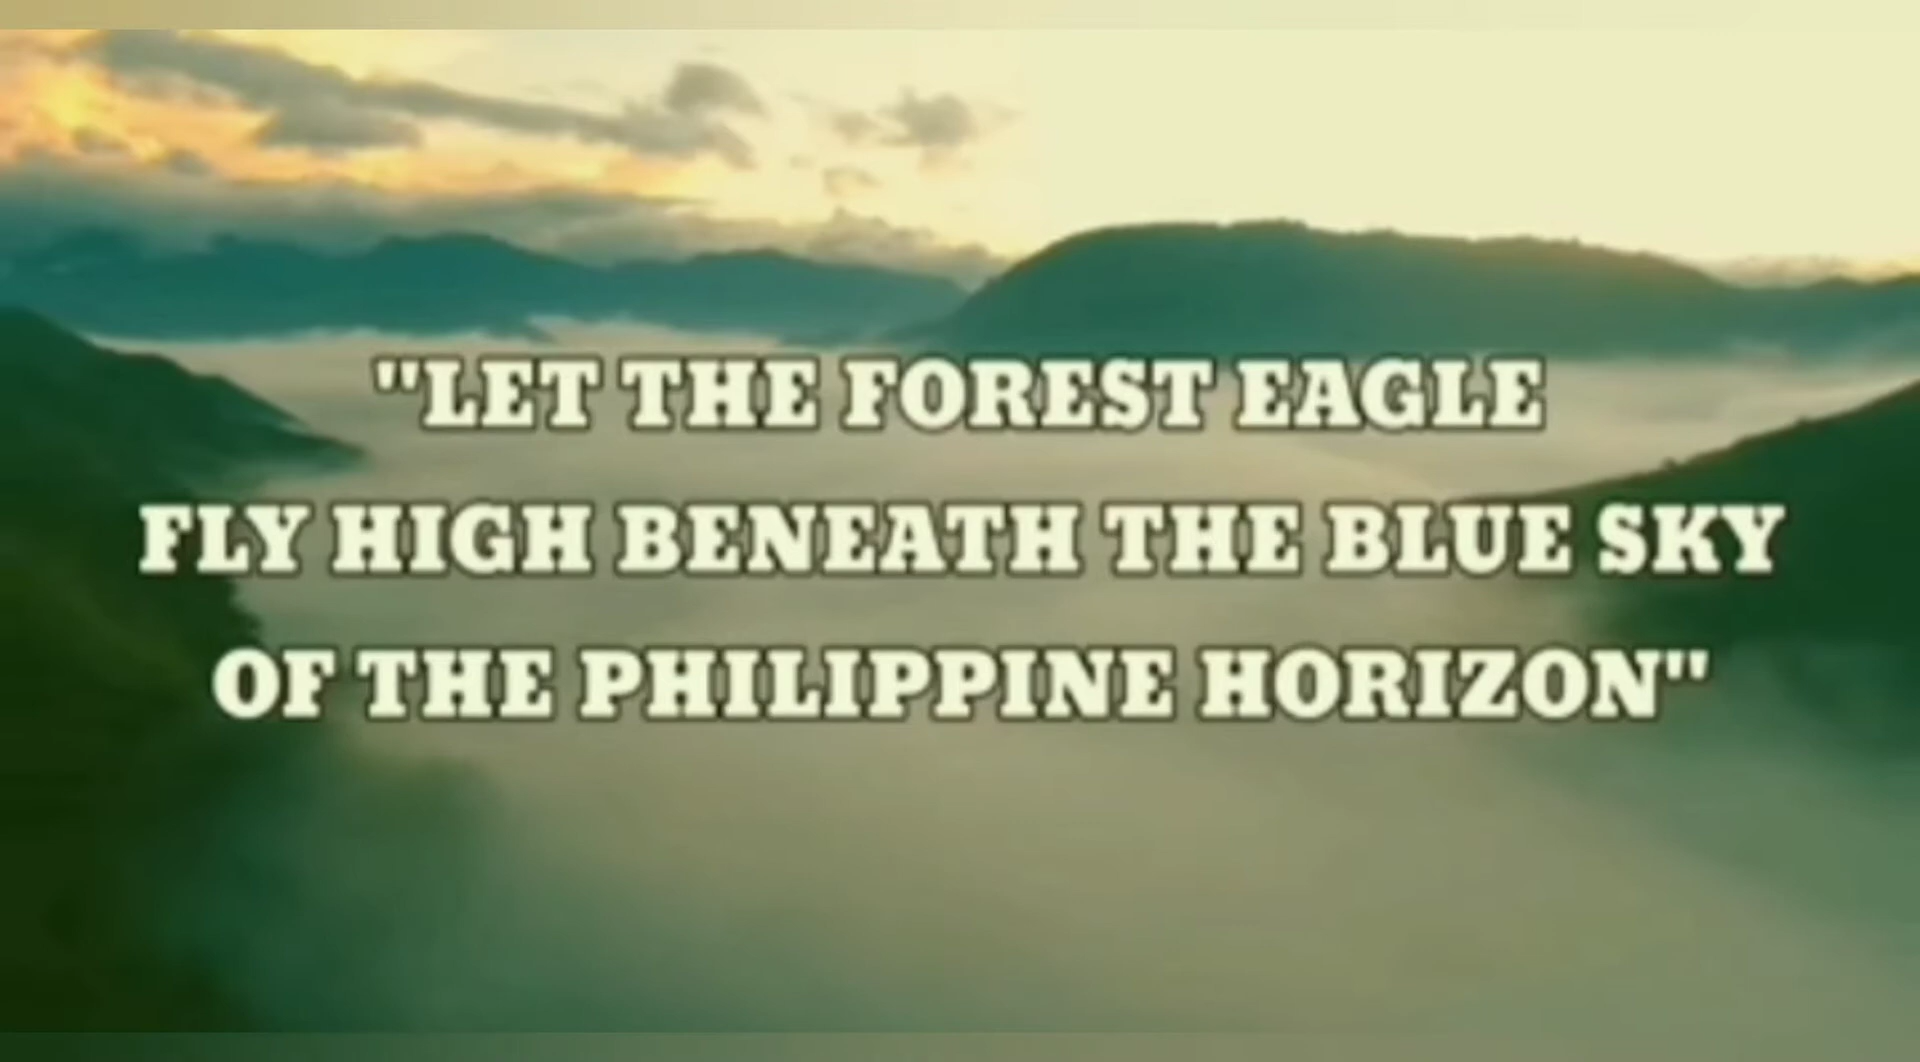 "LET THE FOREST EAGLE
FLY HIGH BENEATH THE BLUE SKY
OF THE PHILIPPINE HORIZON"